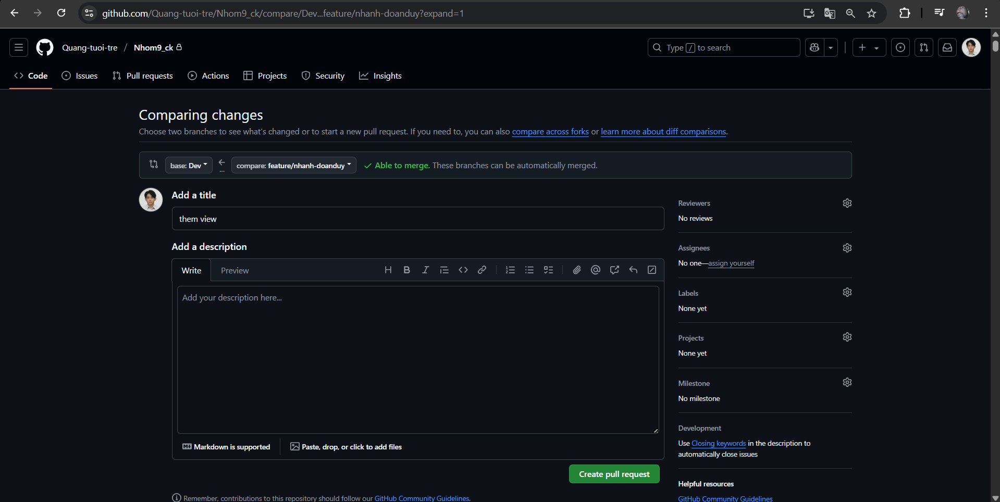 github.com/Quang-tuoi-tre/Nhom9_ck/compare/Dev...feature/nhanh-doanduy?expand=1
Quang-tuoi-tre / Nhom9_ck
Type / to search
Code Issues Pull requests Actions Projects Security Insights
Comparing changes
Choose two branches to see what's changed or to start a new pull request. If you need to, you can also compare across forks or learn more about diff comparisons.
base: Dev ... compare: feature/nhanh-doanduy Able to merge. These branches can be automatically merged.
Add a title
them view
Add a description
Write Preview
Add your description here...
Markdown is supported
Paste, drop, or click to add files
Create pull request
Remember, contributions to this repository should follow our GitHub Community Guidelines.
Reviewers
No reviews
Assignees
No one—assign yourself
Labels
None yet
Projects
None yet
Milestone
No milestone
Development
Use Closing keywords in the description to
automatically close issues
Helpful resources
GitHub Community Guidelines